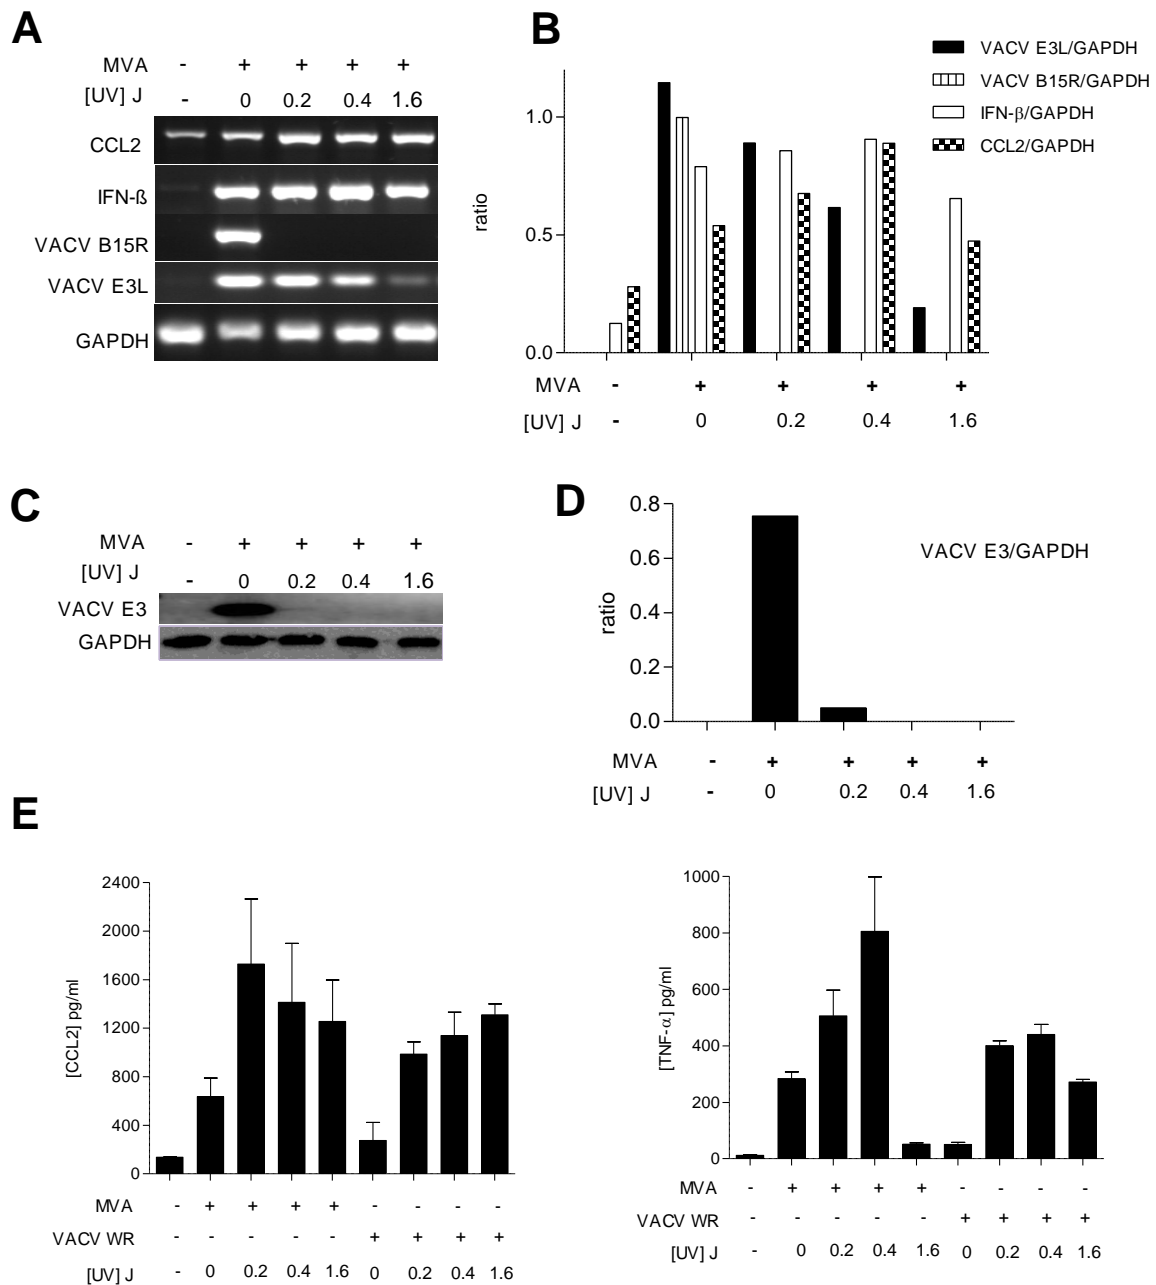 A
MVA - + + + +
[UV] J - 0 0.2 0.4 1.6
CCL2
IFN-ß
VACV B15R
VACV E3L
GAPDH
B
VACV E3L/GAPDH
VACV B15R/GAPDH
IFN-β/GAPDH
CCL2/GAPDH
ratio
1.0
0.5
0.0
MVA - + + + +
[UV] J - 0 0.2 0.4 1.6
C
MVA - + + + +
[UV] J - 0 0.2 0.4 1.6
VACV E3
GAPDH
D
VACV E3/GAPDH
ratio
0.8
0.6
0.4
0.2
0.0
MVA - + + + +
[UV] J - 0 0.2 0.4 1.6
E
[CCL2] pg/ml
2400
2000
1600
1200
800
400
0
MVA - + + + + - - - -
VACV WR - - - - - + + + +
[UV] J - 0 0.2 0.4 1.6 0 0.2 0.4 1.6
[TNF-α] pg/ml
1000
800
600
400
200
0
MVA - + + + + - - - -
VACV WR - - - - - + + + +
[UV] J - 0 0.2 0.4 1.6 0 0.2 0.4 1.6